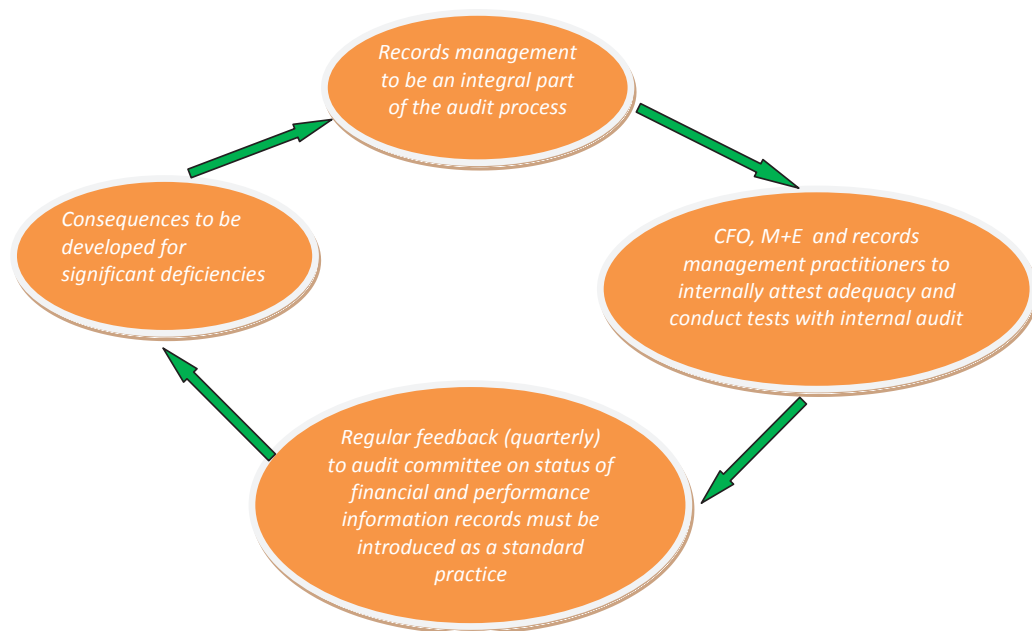 Records management
to be an integral part
of the audit process
CFO, M+E and records
management practitioners to
internally attest adequacy and
conduct tests with internal audit
Regular feedback (quarterly)
to audit committee on status of
financial and performance
information records must be
introduced as a standard
practice
Consequences to be
developed for
significant deficiencies